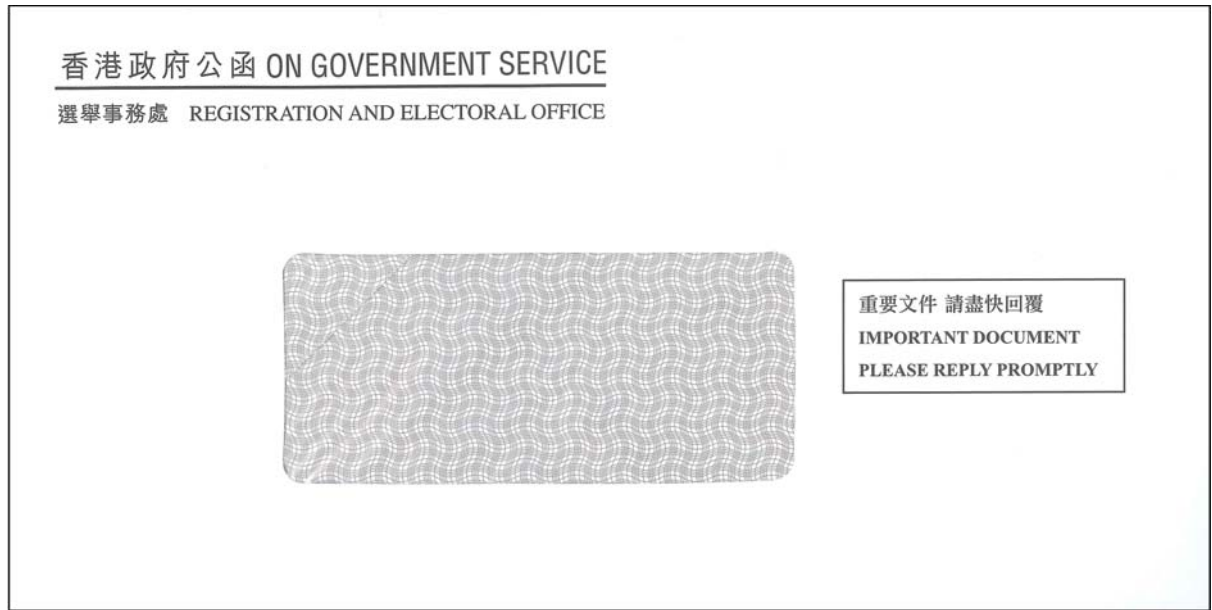 香港政府公函 ON GOVERNMENT SERVICE
選舉事務處 REGISTRATION AND ELECTORAL OFFICE
重要文件 請盡快回覆
IMPORTANT DOCUMENT
PLEASE REPLY PROMPTLY